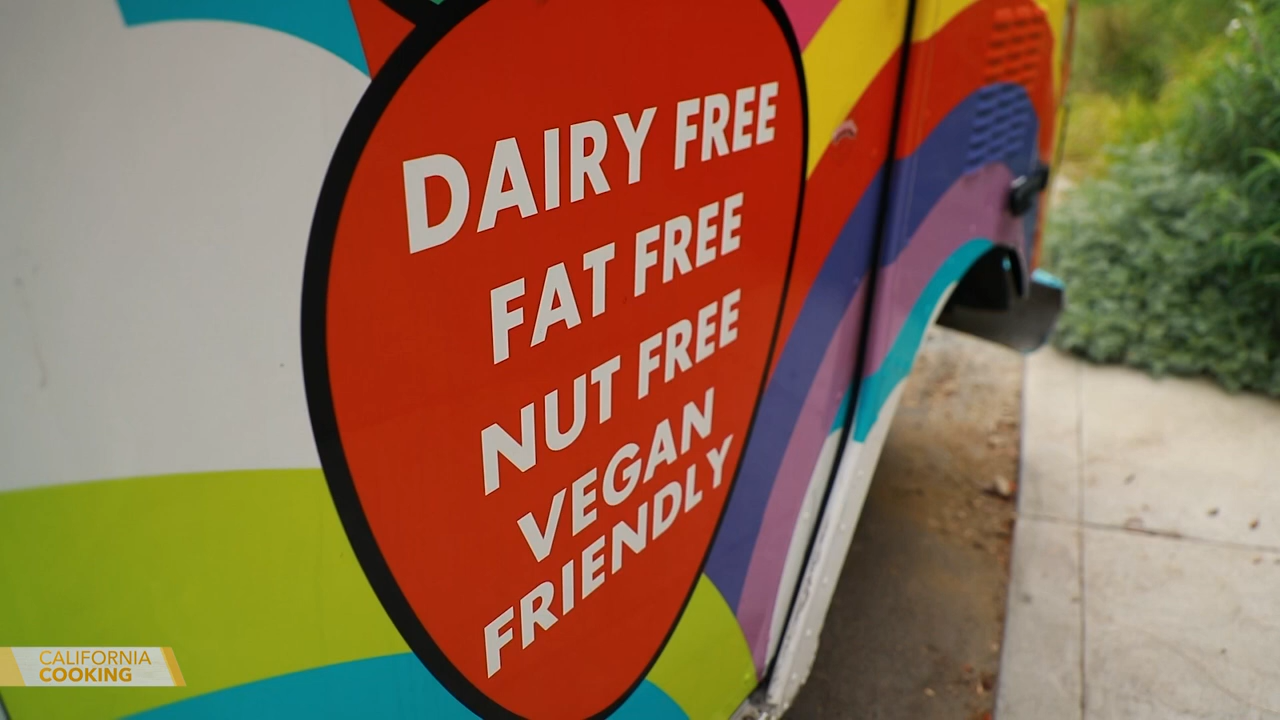 DAIRY FREE
FAT FREE
NUT FREE
VEGAN
FRIENDLY
CALIFORNIA
COOKING